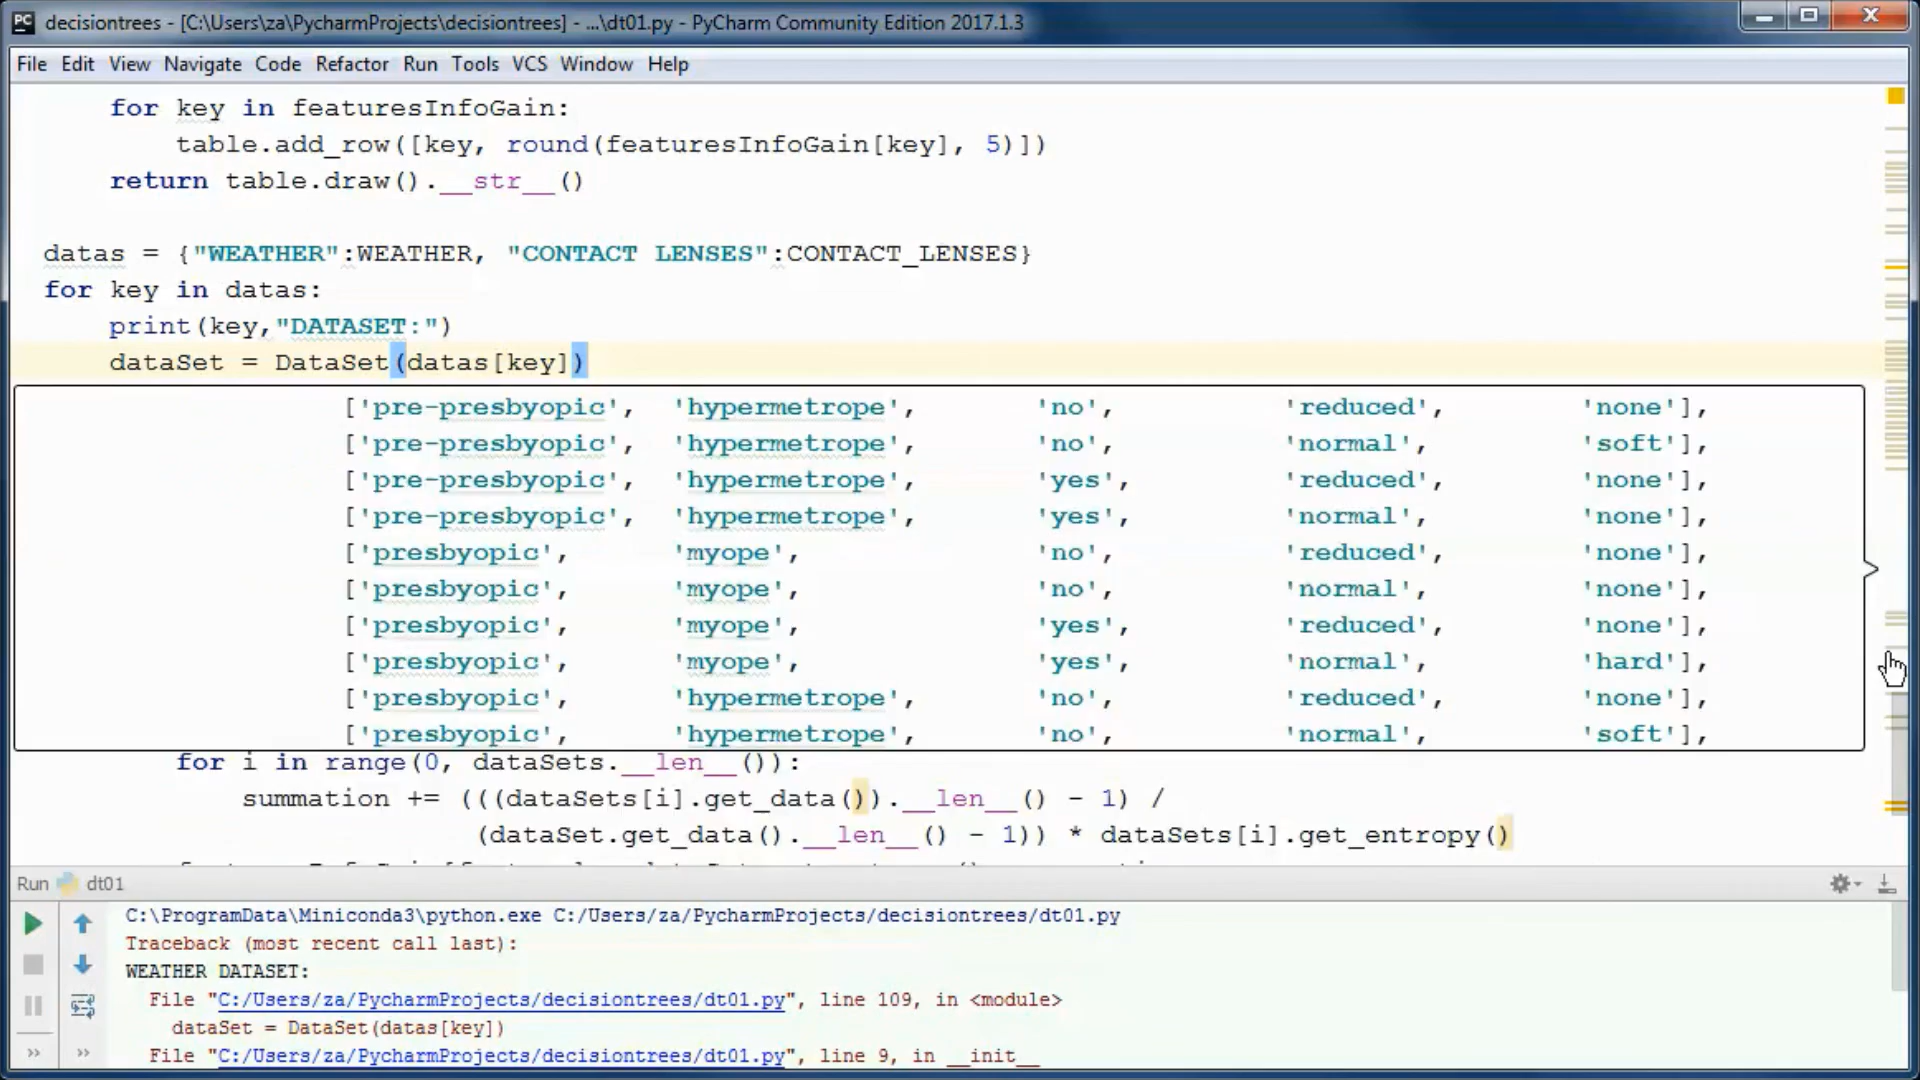 decisiontrees - [C:\Users\za\PycharmProjects\decisiontrees] - ...\dt01.py - PyCharm Community Edition 2017.1.3
File Edit View Navigate Code Refactor Run Tools VCS Window Help
for key in featuresInfoGain:
table.add_row([key, round(featuresInfoGain[key], 5)])
return table.draw().__str__()
datas = {"WEATHER":WEATHER, "CONTACT LENSES":CONTACT_LENSES}
for key in datas:
print(key,"DATASET:")
dataSet = DataSet(datas[key])
['pre-presbyopic', 'hypermetrope', 'no', 'reduced', 'none'],
['pre-presbyopic', 'hypermetrope', 'no', 'normal', 'soft'],
['pre-presbyopic', 'hypermetrope', 'yes', 'reduced', 'none'],
['pre-presbyopic', 'hypermetrope', 'yes', 'normal', 'none'],
['presbyopic', 'myope', 'no', 'reduced', 'none'],
['presbyopic', 'myope', 'no', 'normal', 'none'],
['presbyopic', 'myope', 'yes', 'reduced', 'none'],
['presbyopic', 'myope', 'yes', 'normal', 'hard'],
['presbyopic', 'hypermetrope', 'no', 'reduced', 'none'],
['presbyopic', 'hypermetrope', 'no', 'normal', 'soft'],
for i in range(0, dataSets.__len__()):
summation += (((dataSets[i].get_data()).__len__() - 1) /
(dataSet.get_data().__len__() - 1)) * dataSets[i].get_entropy()
Run dt01
C:\ProgramData\Miniconda3\python.exe C:/Users/za/PycharmProjects/decisiontrees/dt01.py
Traceback (most recent call last):
WEATHER DATASET:
File "C:/Users/za/PycharmProjects/decisiontrees/dt01.py", line 109, in <module>
dataSet = DataSet(datas[key])
File "C:/Users/za/PycharmProjects/decisiontrees/dt01.py", line 9, in __init__